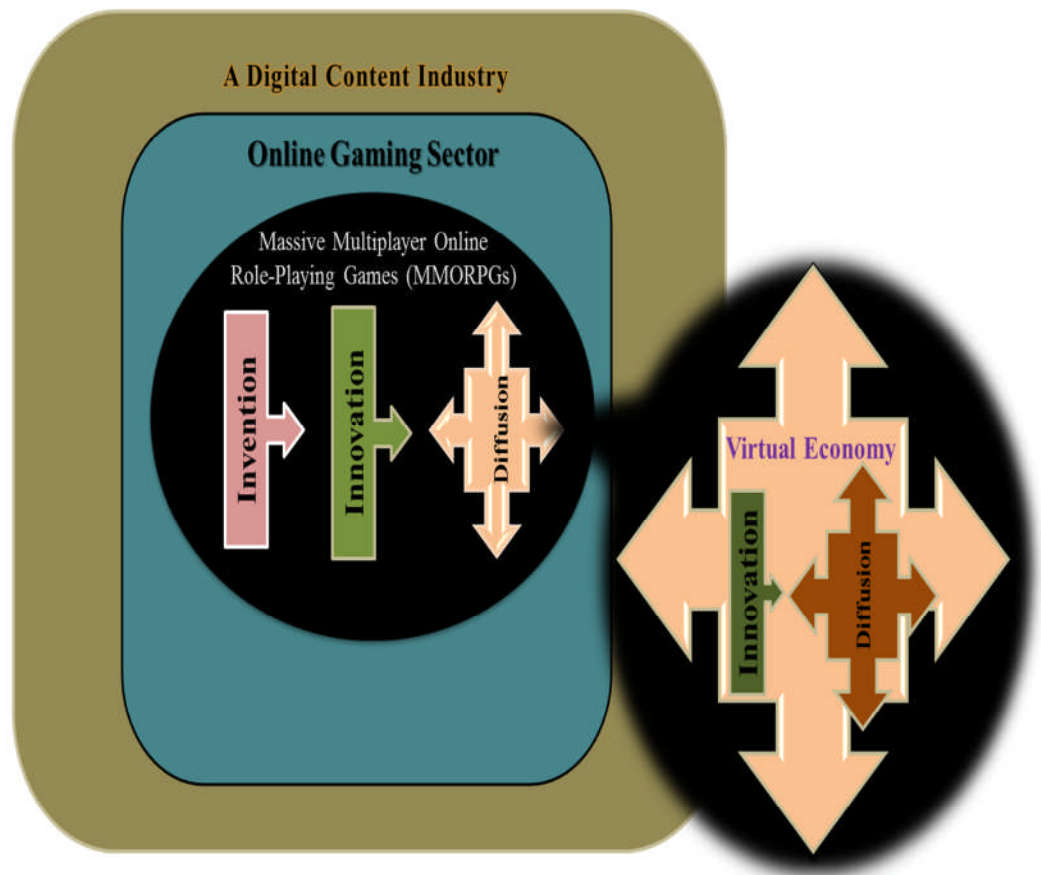 A Digital Content Industry
Online Gaming Sector
Massive Multiplayer Online
Role-Playing Games (MMORPGs)
Invention
Innovation
Diffusion
Virtual Economy
Innovation
Diffusion